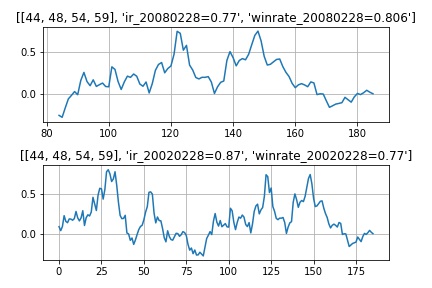 [[44, 48, 54, 59], 'ir_20080228=0.77', 'winrate_20080228=0.806']
0.5
0.0
80 100 120 140 160 180
[[44, 48, 54, 59], 'ir_20020228=0.87', 'winrate_20020228=0.77']
0.5
0.0
0 25 50 75 100 125 150 175